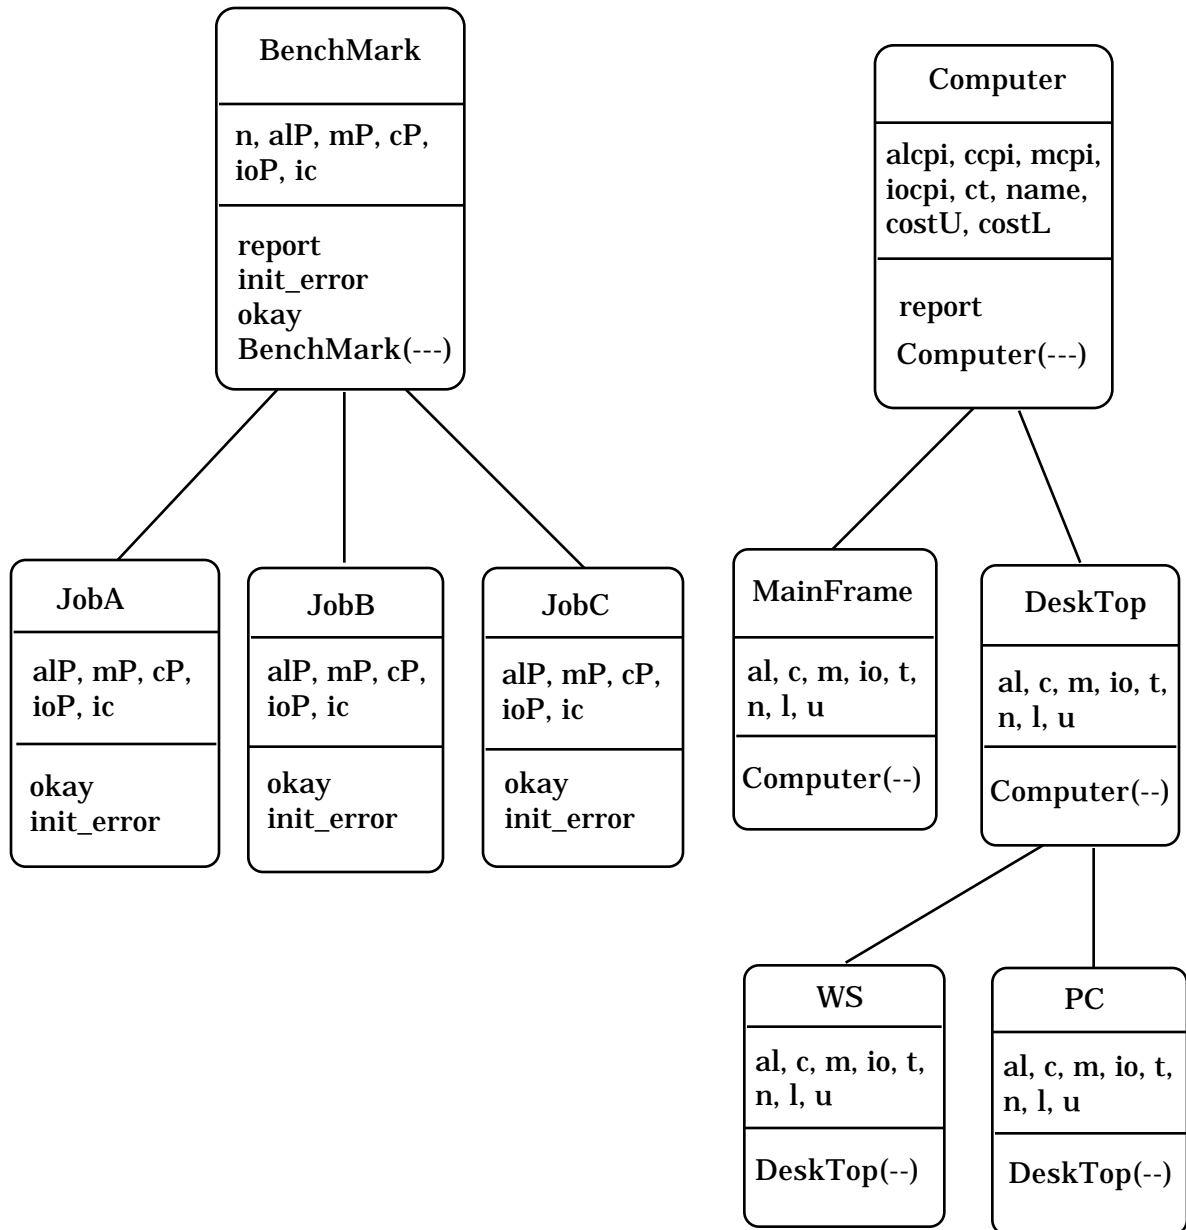 BenchMark
n, alP, mP, cP,
ioP, ic
report
init_error
okay
BenchMark(---)
Computer
alcpi, ccpi, mcpi,
iocpi, ct, name,
costU, costL
report
Computer(---)
JobA
alP, mP, cP,
ioP, ic
okay
init_error
JobB
alP, mP, cP,
ioP, ic
okay
init_error
JobC
alP, mP, cP,
ioP, ic
okay
init_error
MainFrame
al, c, m, io, t,
n, l, u
Computer(--)
DeskTop
al, c, m, io, t,
n, l, u
Computer(--)
WS
al, c, m, io, t,
n, l, u
DeskTop(--)
PC
al, c, m, io, t,
n, l, u
DeskTop(--)